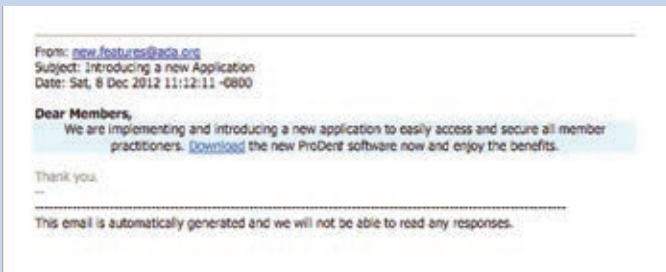 From: new.features@ada.org
Subject: Introducing a new Application
Date: Sat, 8 Dec 2012 11:12:11 -0800
Dear Members,
We are implementing and introducing a new application to easily access and secure all member
practitioners. Download the new ProDent software now and enjoy the benefits.
Thank you.
--
This email is automatically generated and we will not be able to read any responses.